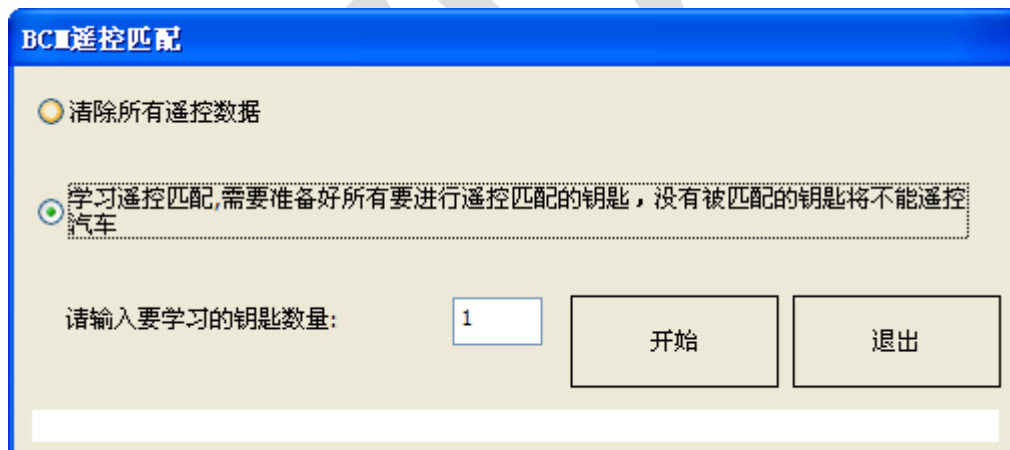 BCM遥控匹配
清除所有遥控数据
学习遥控匹配,需要准备好所有要进行遥控匹配的钥匙，没有被匹配的钥匙将不能遥控
汽车
请输入要学习的钥匙数量:
1
开始
退出